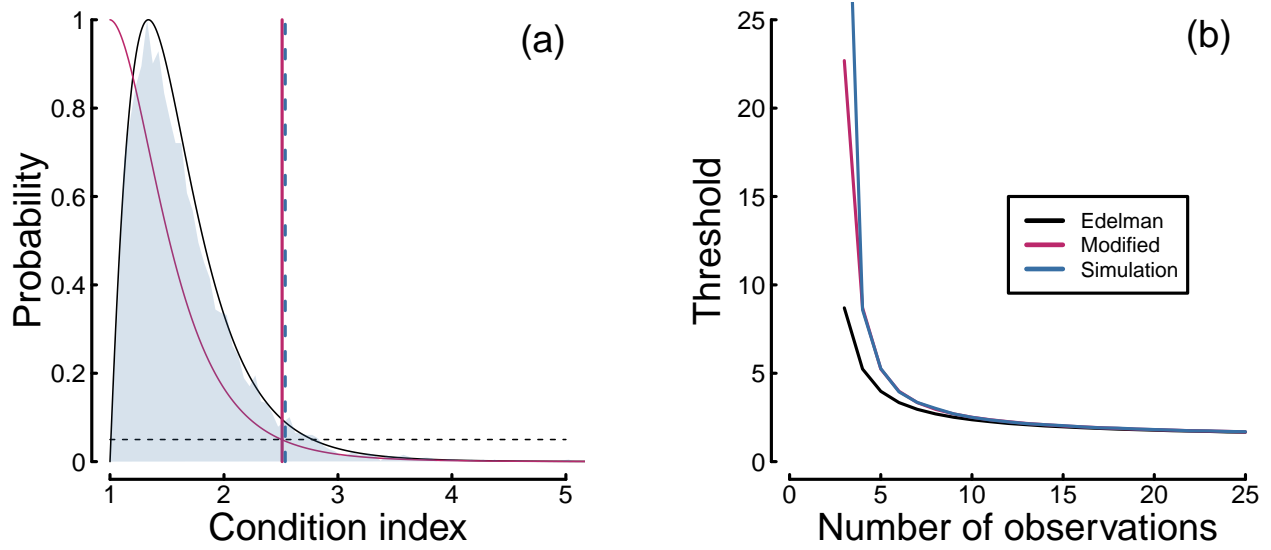 (a)
1
0.8
0.6
0.4
0.2
0
Probability
1 2 3 4 5
Condition index
(b)
25
20
15
10
5
0
Threshold
Edelman
Modified
Simulation
0 5 10 15 20 25
Number of observations